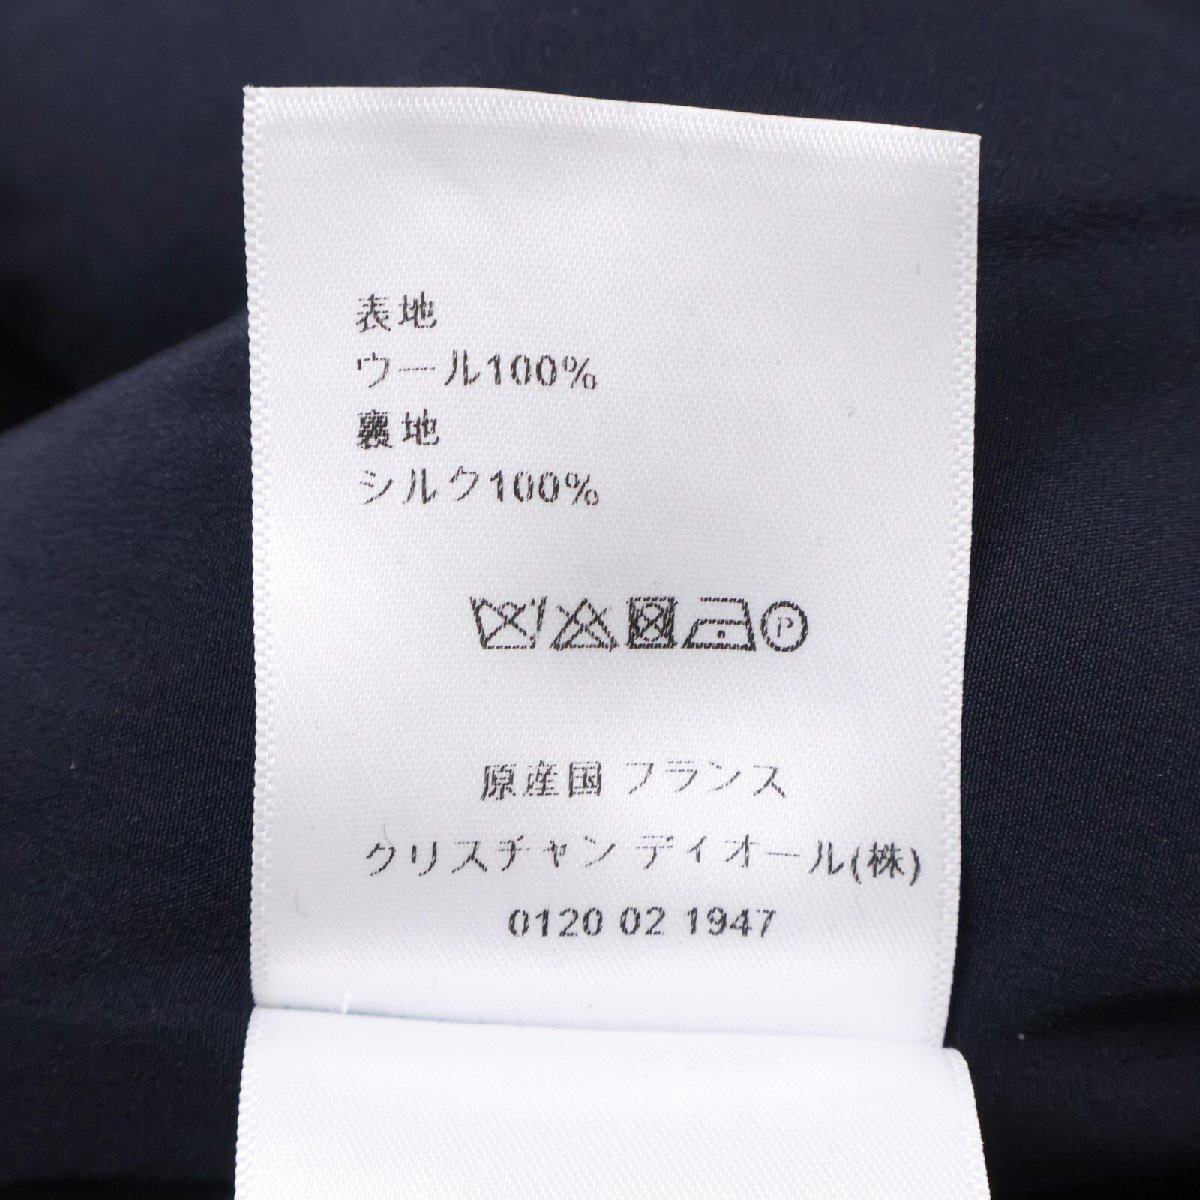 表地
ウール100%
裏地
シルク100%
P
原産国 フランス
クリスチャン ディオール(株)
0120 02 1947